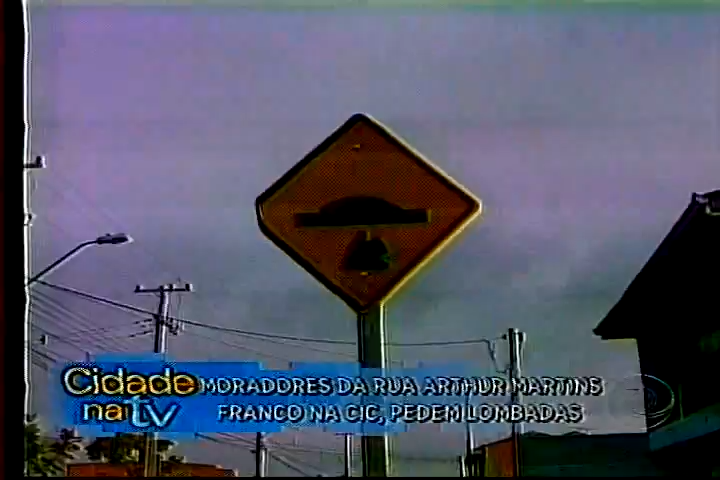 Cidade
na tv
MORADORES DA RUA ARTHUR MARTINS
FRANCO NA CIC, PEDEM LOMBADAS